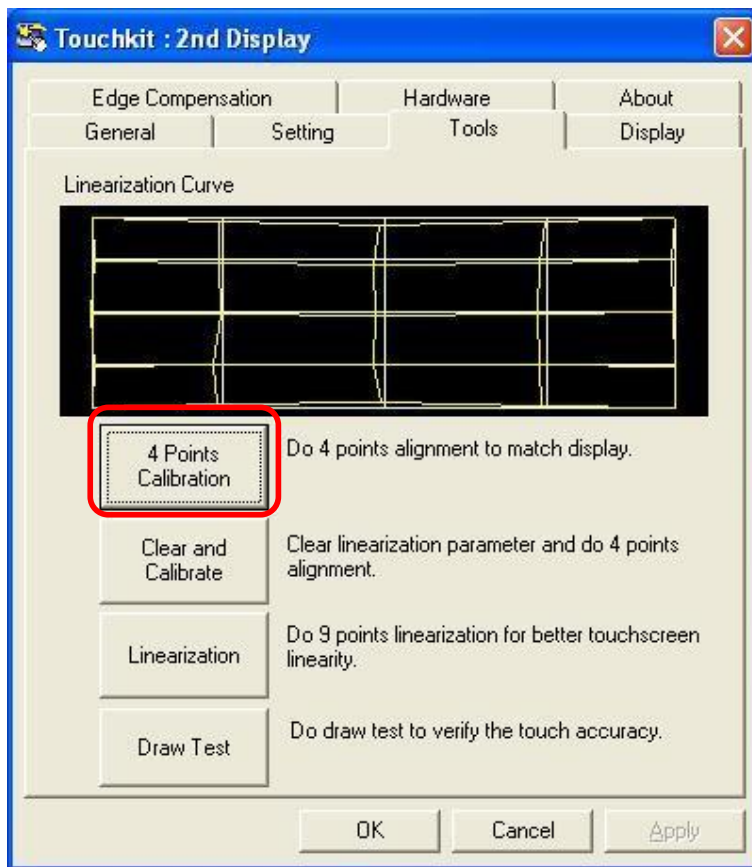 Touchkit : 2nd Display
Edge Compensation Hardware About
General Setting Tools Display
Linearization Curve
4 Points
Calibration
Do 4 points alignment to match display.
Clear and
Calibrate
Clear linearization parameter and do 4 points
alignment.
Linearization
Do 9 points linearization for better touchscreen
linearity.
Draw Test
Do draw test to verify the touch accuracy.
OK Cancel Apply